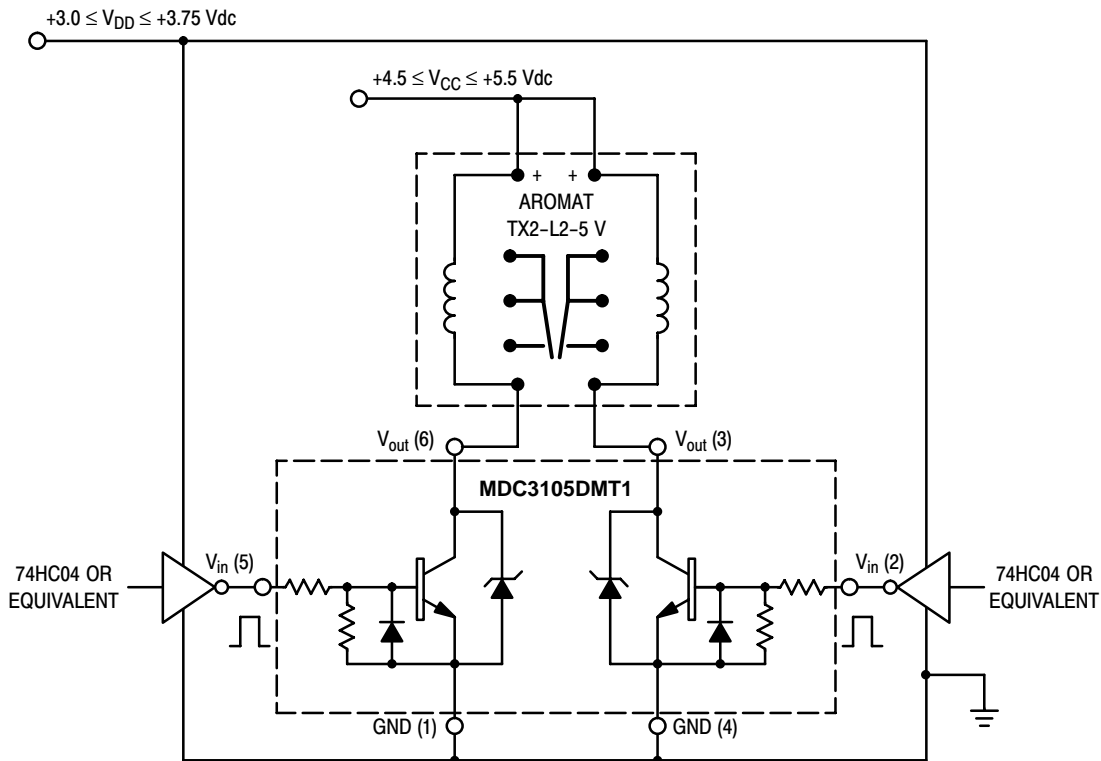 +3.0 ≤ VDD ≤ +3.75 Vdc
+4.5 ≤ VCC ≤ +5.5 Vdc
+ +
AROMAT
TX2-L2-5 V
Vout (6)
Vout (3)
MDC3105DMT1
74HC04 OR
EQUIVALENT
Vin (5)
Vin (2)
74HC04 OR
EQUIVALENT
GND (1)
GND (4)